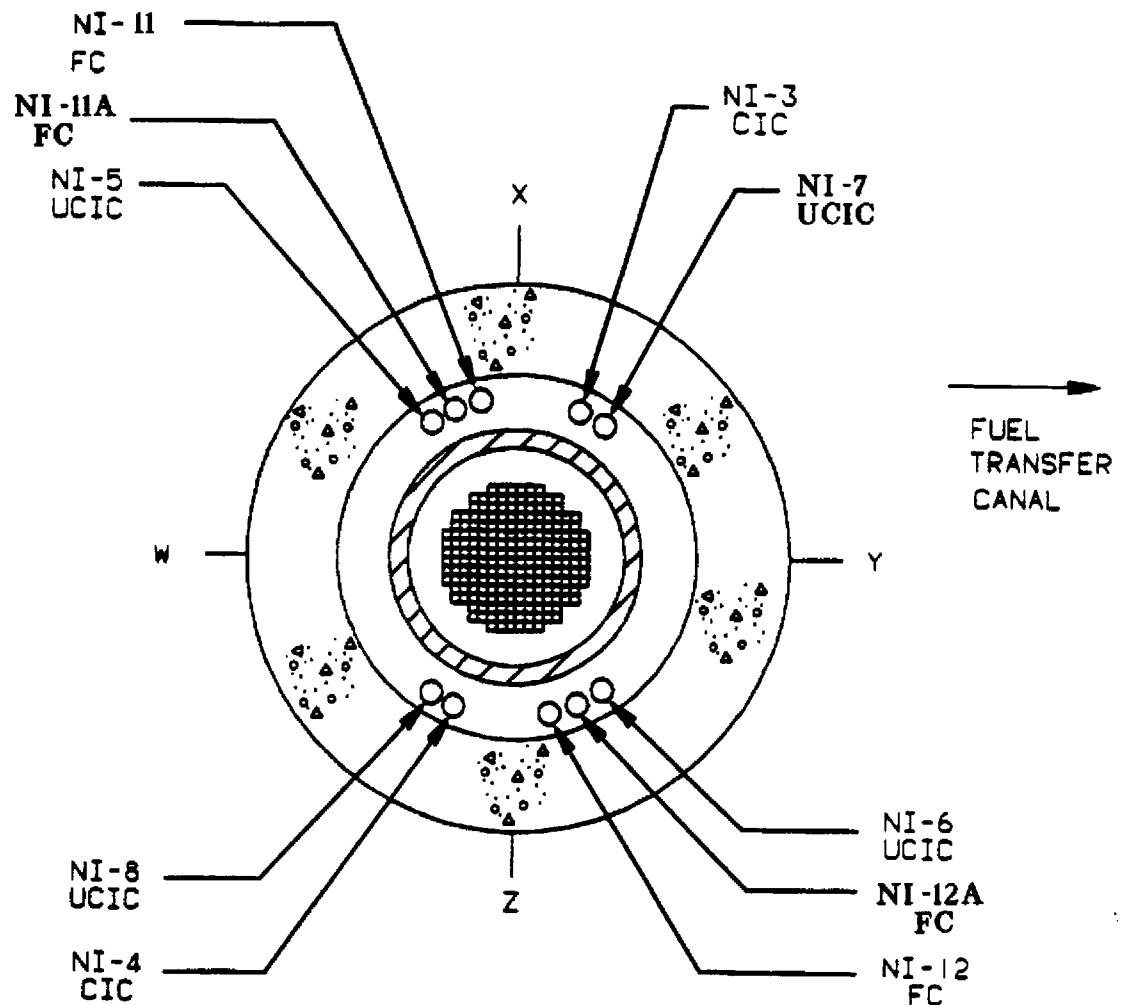 NI-11
FC
NI-11A
FC
NI-5
UCIC
NI-3
CIC
NI-7
UCIC
X
FUEL
TRANSFER
CANAL
W
Y
Z
NI-8
UCIC
NI-4
CIC
NI-6
UCIC
NI-12A
FC
NI-12
FC